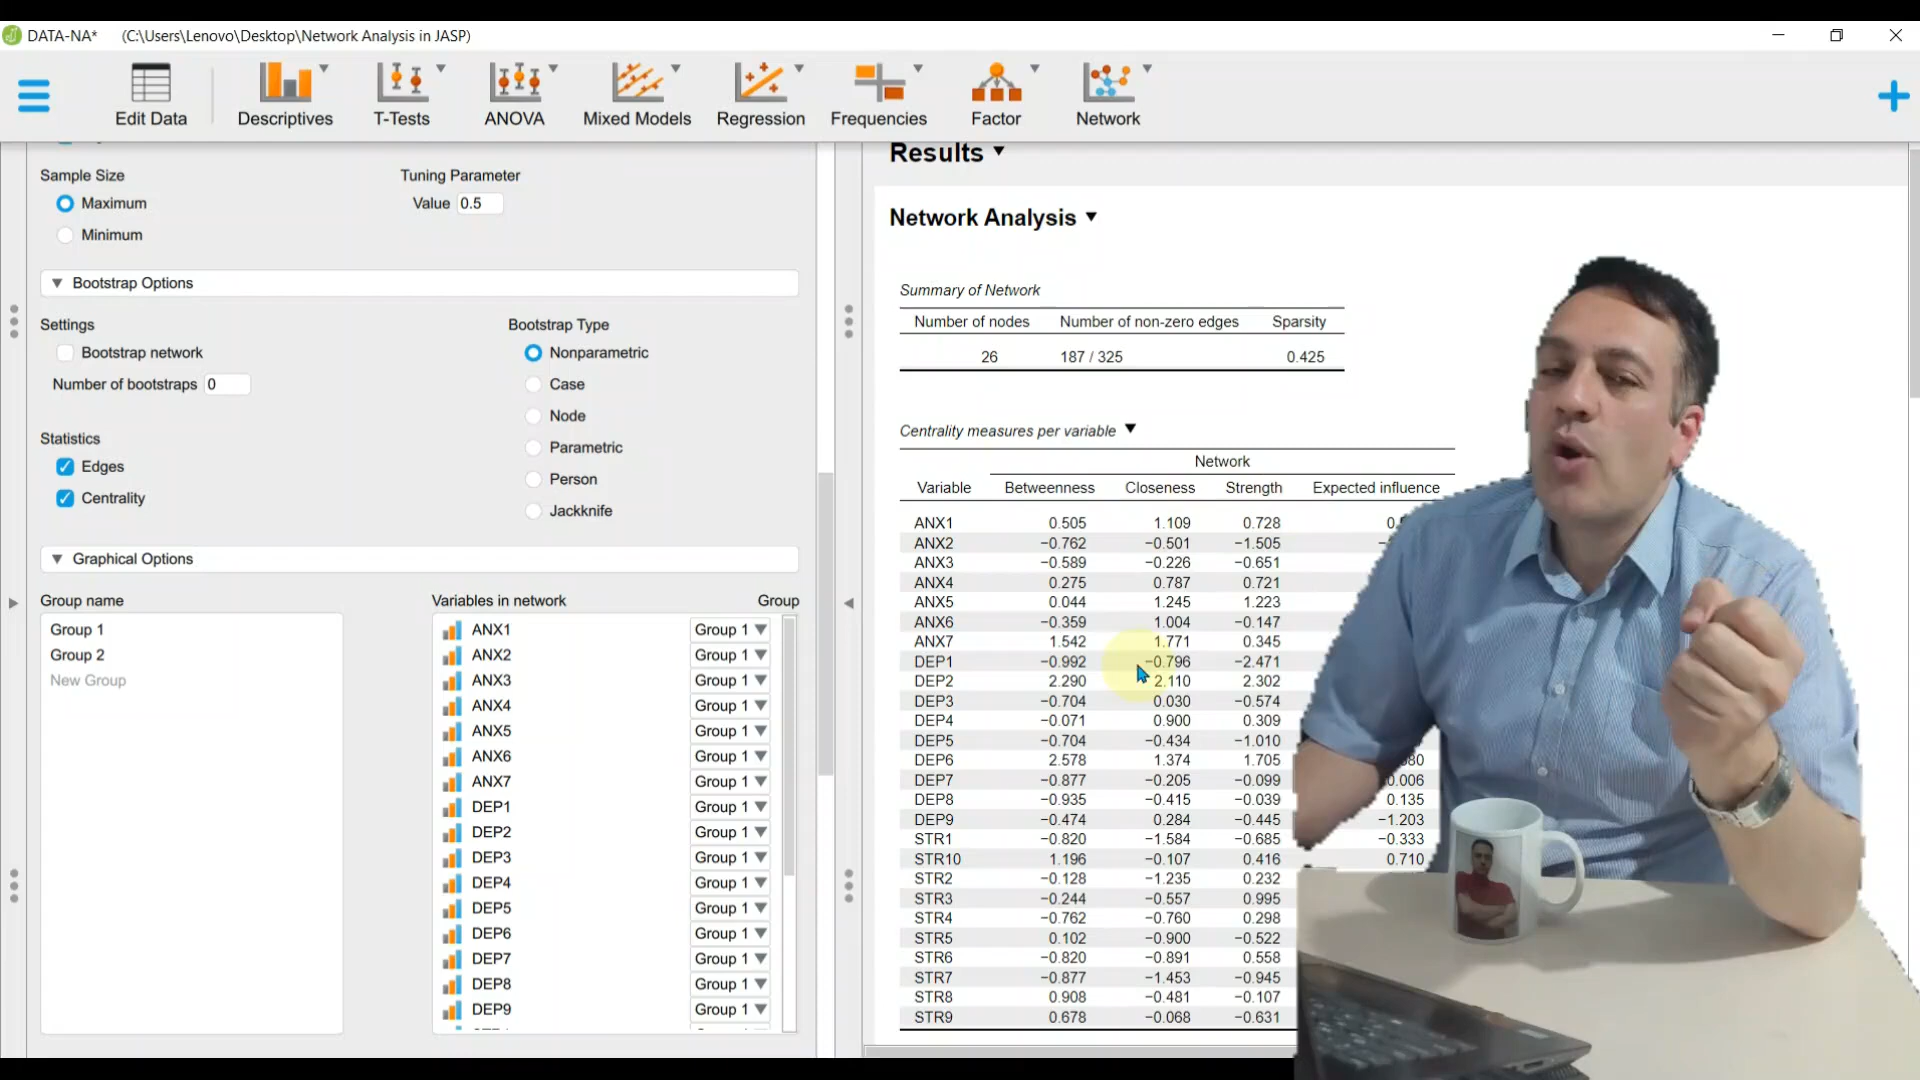 DATA-NA* (C:\Users\Lenovo\Desktop\Network Analysis in JASP)
Edit Data Descriptives T-Tests ANOVA Mixed Models Regression Frequencies Factor Network
Sample Size Tuning Parameter
Maximum Value 0.5
Minimum
Bootstrap Options
Settings Bootstrap Type
Bootstrap network Nonparametric
Number of bootstraps 0 Case
Node
Statistics Parametric
Edges Person
Centrality Jackknife
Graphical Options
Group name Variables in network Group
Group 1 ANX1 Group 1
Group 2 ANX2 Group 1
New Group ANX3 Group 1
ANX4 Group 1
ANX5 Group 1
ANX6 Group 1
ANX7 Group 1
DEP1 Group 1
DEP2 Group 1
DEP3 Group 1
DEP4 Group 1
DEP5 Group 1
DEP6 Group 1
DEP7 Group 1
DEP8 Group 1
DEP9 Group 1
Results
Network Analysis
Summary of Network
Number of nodes Number of non-zero edges Sparsity
26 187 / 325 0.425
Centrality measures per variable
Network
Variable Betweenness Closeness Strength Expected influence
ANX1 0.505 1.109 0.728
ANX2 −0.762 −0.501 −1.505
ANX3 −0.589 −0.226 −0.651
ANX4 0.275 0.787 0.721
ANX5 0.044 1.245 1.223
ANX6 −0.359 1.004 −0.147
ANX7 1.542 1.771 0.345
DEP1 −0.992 −0.796 −2.471
DEP2 2.290 2.110 2.302
DEP3 −0.704 0.030 −0.574
DEP4 −0.071 0.900 0.309
DEP5 −0.704 −0.434 −1.010
DEP6 2.578 1.374 1.705
DEP7 −0.877 −0.205 −0.099 0.006
DEP8 −0.935 −0.415 −0.039 0.135
DEP9 −0.474 0.284 −0.445 −1.203
STR1 −0.820 −1.584 −0.685 −0.333
STR10 1.196 −0.107 0.416 0.710
STR2 −0.128 −1.235 0.232
STR3 −0.244 −0.557 0.995
STR4 −0.762 −0.760 0.298
STR5 0.102 −0.900 −0.522
STR6 −0.820 −0.891 0.558
STR7 −0.877 −1.453 −0.945
STR8 0.908 −0.481 −0.107
STR9 0.678 −0.068 −0.631